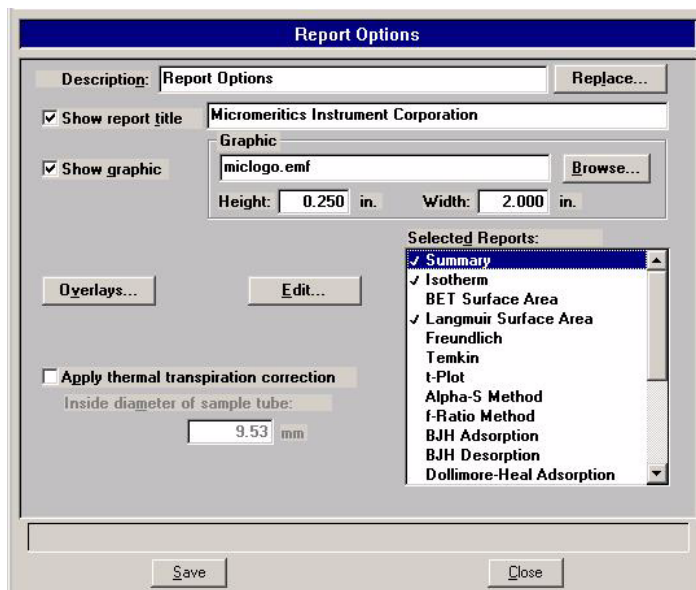 Report Options
Description: Report Options Replace...
Show report title Micromeritics Instrument Corporation
Graphic
Show graphic miclogo.emf Browse...
Height: 0.250 in. Width: 2.000 in.
Selected Reports:
Summary
Isotherm
BET Surface Area
Langmuir Surface Area
Freundlich
Temkin
t-Plot
Alpha-S Method
f-Ratio Method
BJH Adsorption
BJH Desorption
Dollimore-Heal Adsorption
Overlays... Edit...
Apply thermal transpiration correction
Inside diameter of sample tube:
9.53 mm
Save Close